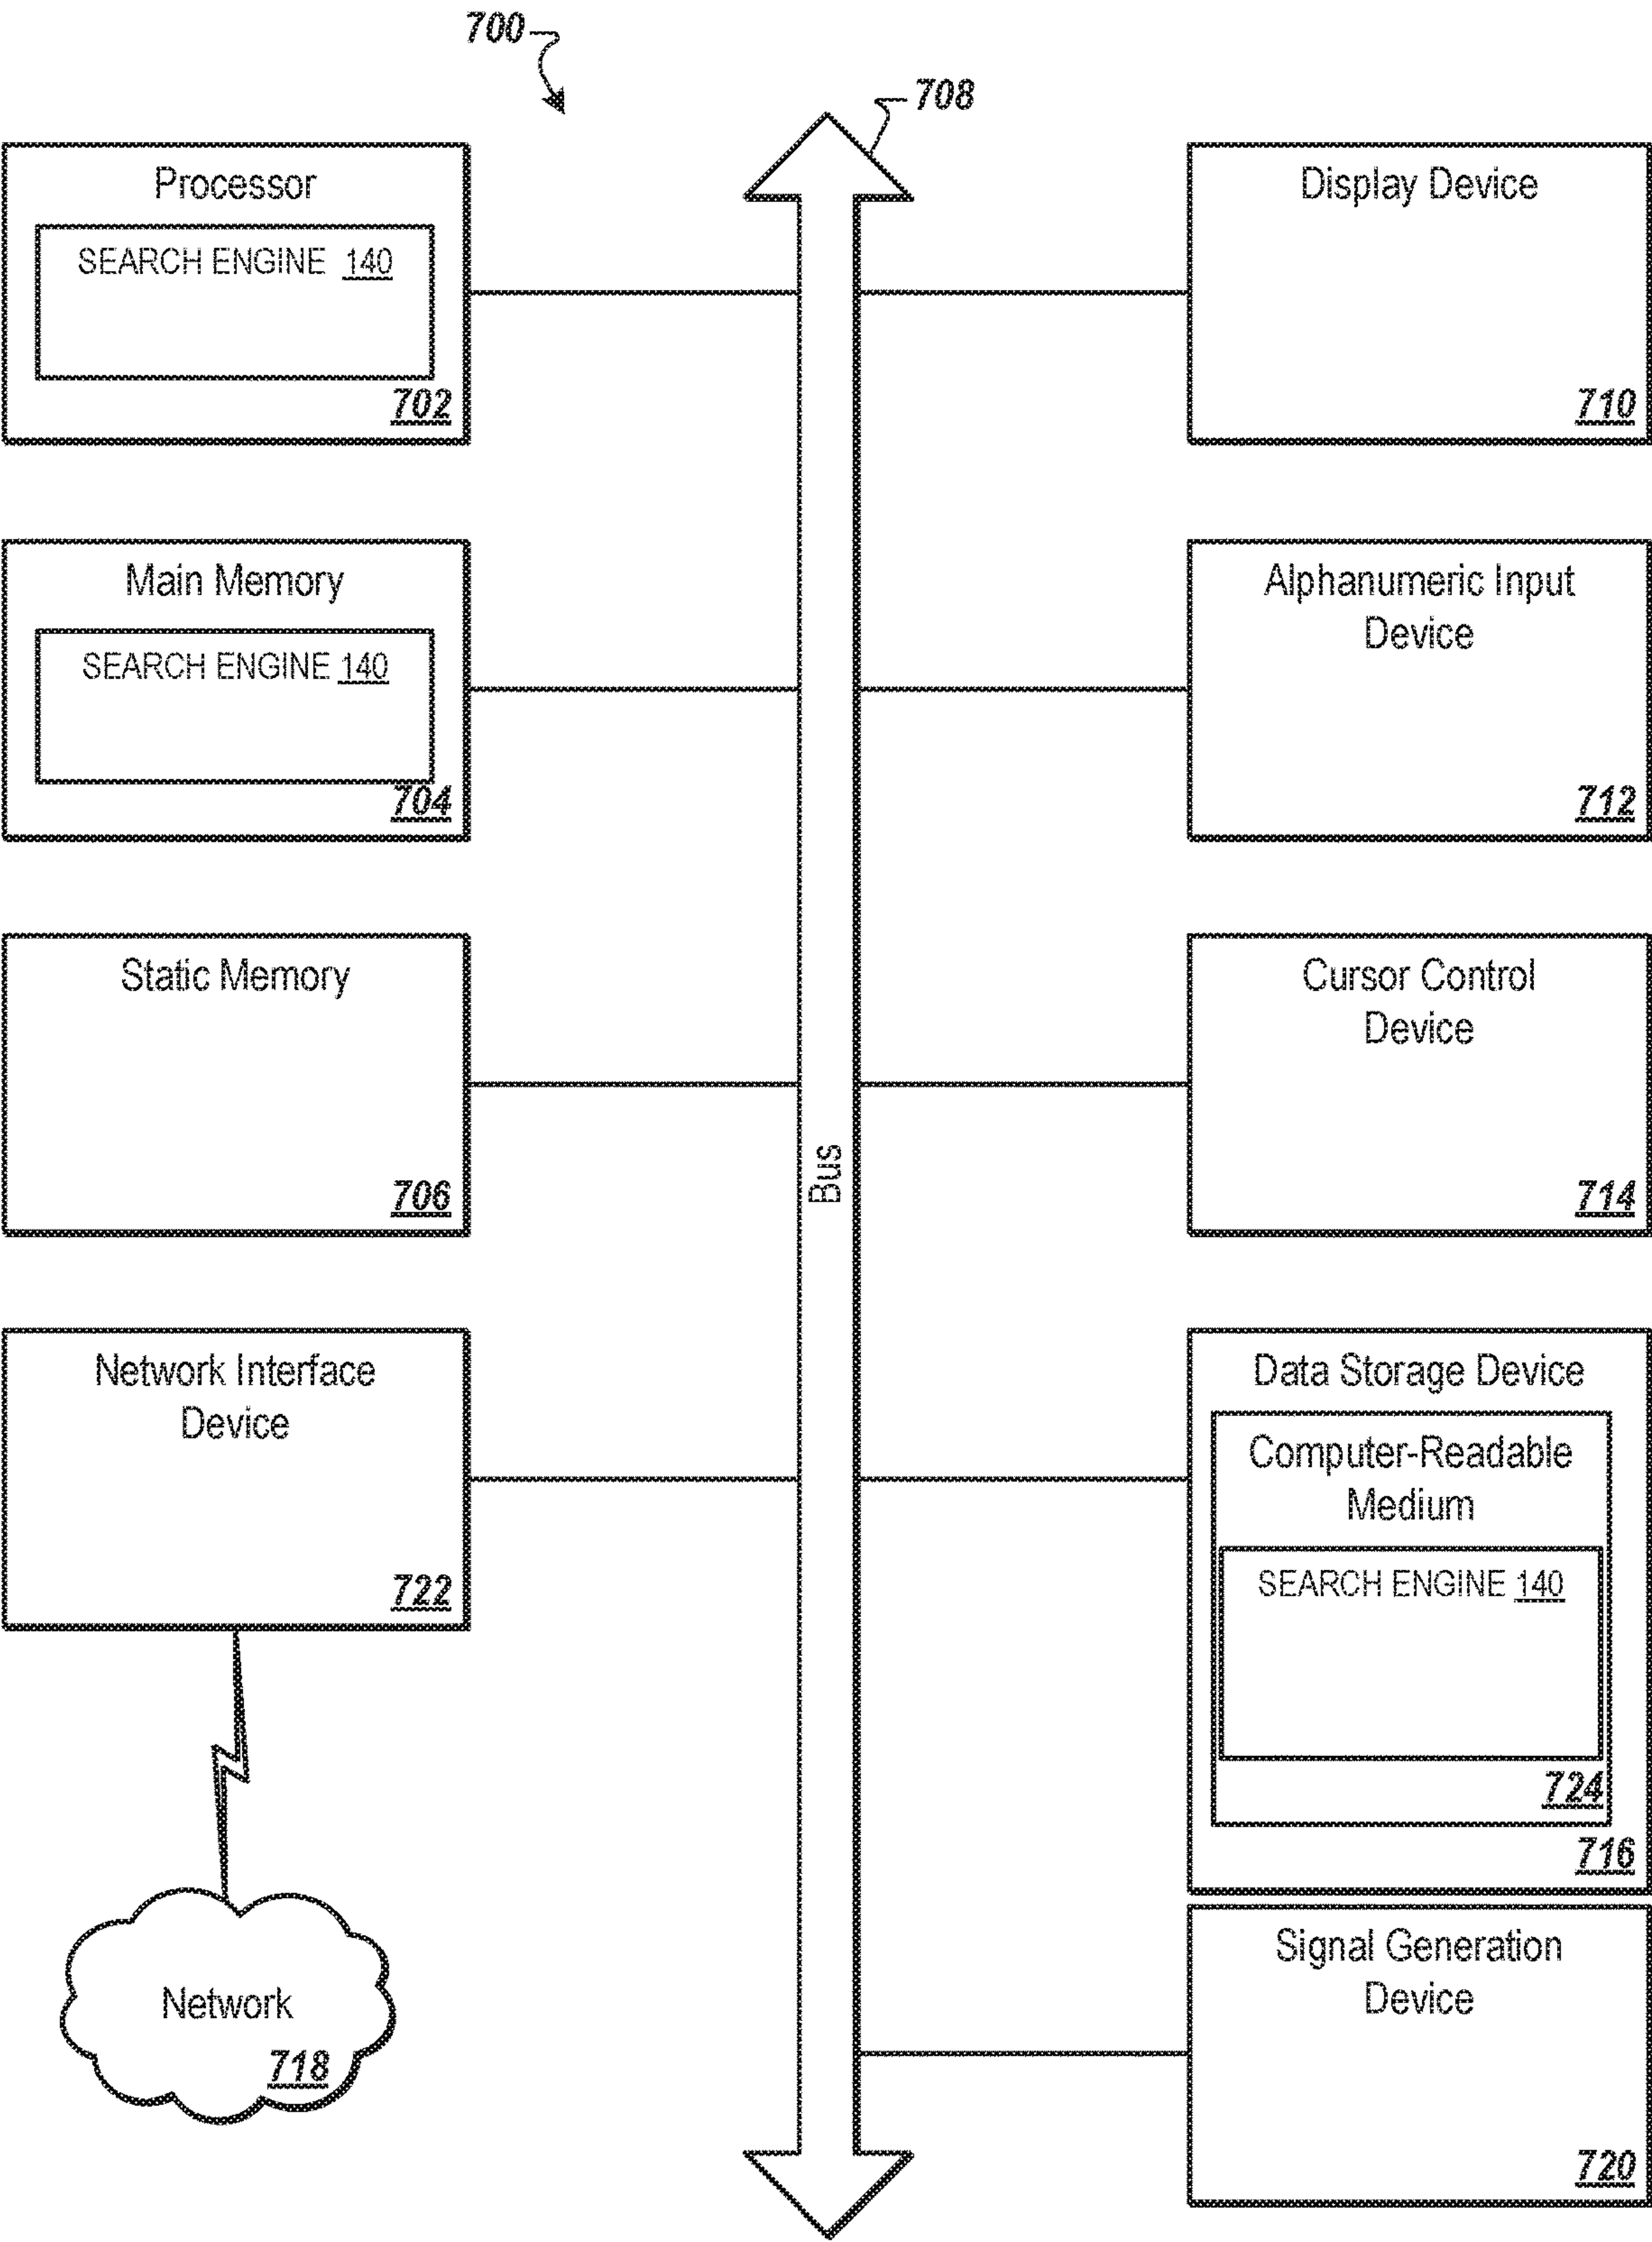 700
708
Processor
SEARCH ENGINE 140
702
Display Device
710
Main Memory
SEARCH ENGINE 140
704
Alphanumeric Input
Device
712
Static Memory
706
Cursor Control
Device
714
Bus
Network Interface
Device
722
Data Storage Device
Computer-Readable
Medium
SEARCH ENGINE 140
724
716
Network
718
Signal Generation
Device
720